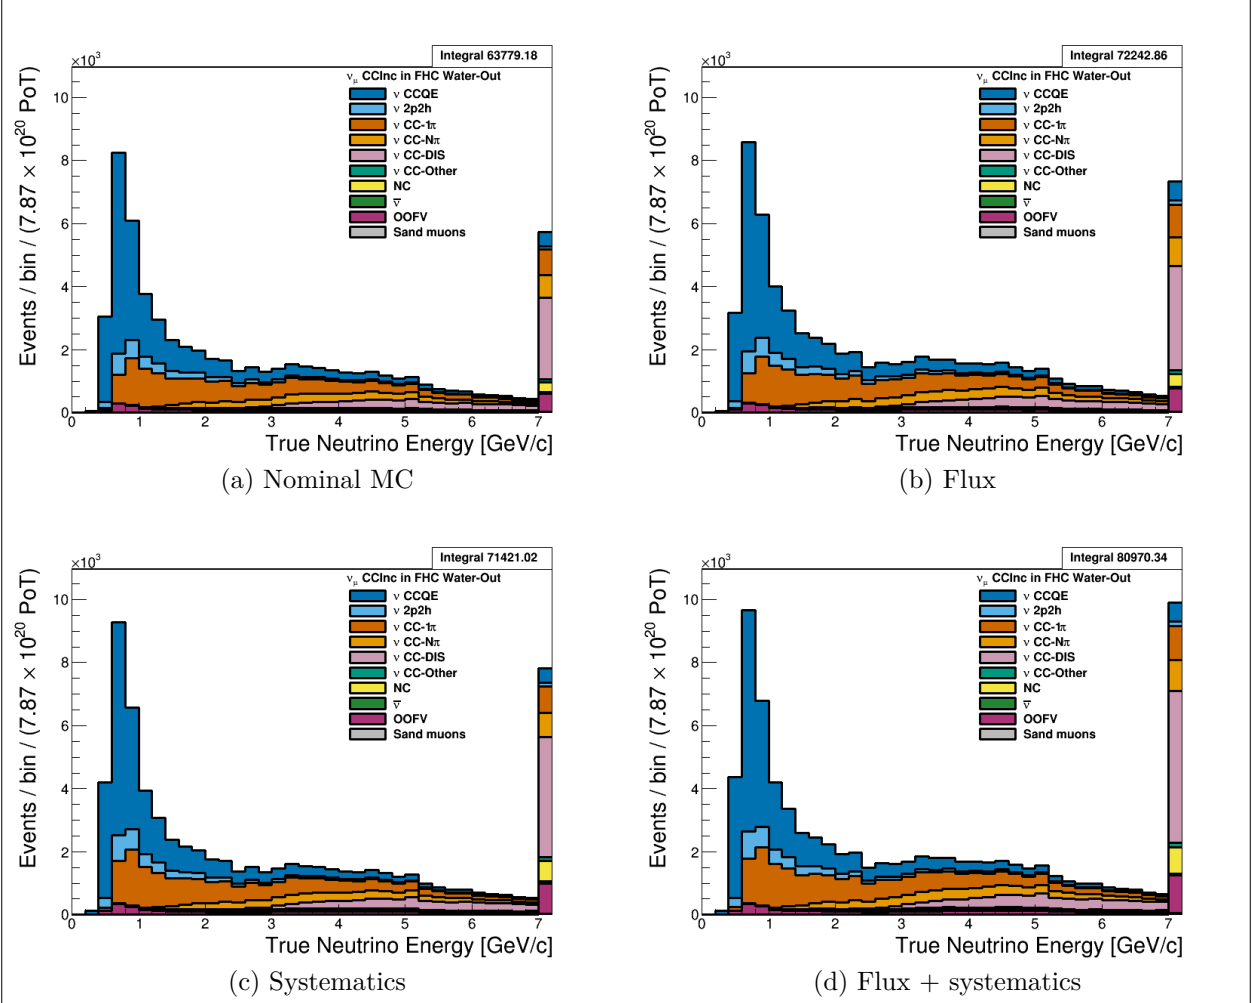 ×10³
Integral 63779.18
Events / bin / (7.87 × 10²⁰ PoT)
10
8
6
4
2
0
ν_μ CCInc in FHC Water-Out
ν CCQE
ν 2p2h
ν CC-1π
ν CC-Nπ
ν CC-DIS
ν CC-Other
NC
ν̅
OOFV
Sand muons
0 1 2 3 4 5 6 7
True Neutrino Energy [GeV/c]
(a) Nominal MC
×10³
Integral 72242.86
Events / bin / (7.87 × 10²⁰ PoT)
10
8
6
4
2
0
ν_μ CCInc in FHC Water-Out
ν CCQE
ν 2p2h
ν CC-1π
ν CC-Nπ
ν CC-DIS
ν CC-Other
NC
ν̅
OOFV
Sand muons
0 1 2 3 4 5 6 7
True Neutrino Energy [GeV/c]
(b) Flux
×10³
Integral 71421.02
Events / bin / (7.87 × 10²⁰ PoT)
10
8
6
4
2
0
ν_μ CCInc in FHC Water-Out
ν CCQE
ν 2p2h
ν CC-1π
ν CC-Nπ
ν CC-DIS
ν CC-Other
NC
ν̅
OOFV
Sand muons
0 1 2 3 4 5 6 7
True Neutrino Energy [GeV/c]
(c) Systematics
×10³
Integral 80970.34
Events / bin / (7.87 × 10²⁰ PoT)
10
8
6
4
2
0
ν_μ CCInc in FHC Water-Out
ν CCQE
ν 2p2h
ν CC-1π
ν CC-Nπ
ν CC-DIS
ν CC-Other
NC
ν̅
OOFV
Sand muons
0 1 2 3 4 5 6 7
True Neutrino Energy [GeV/c]
(d) Flux + systematics